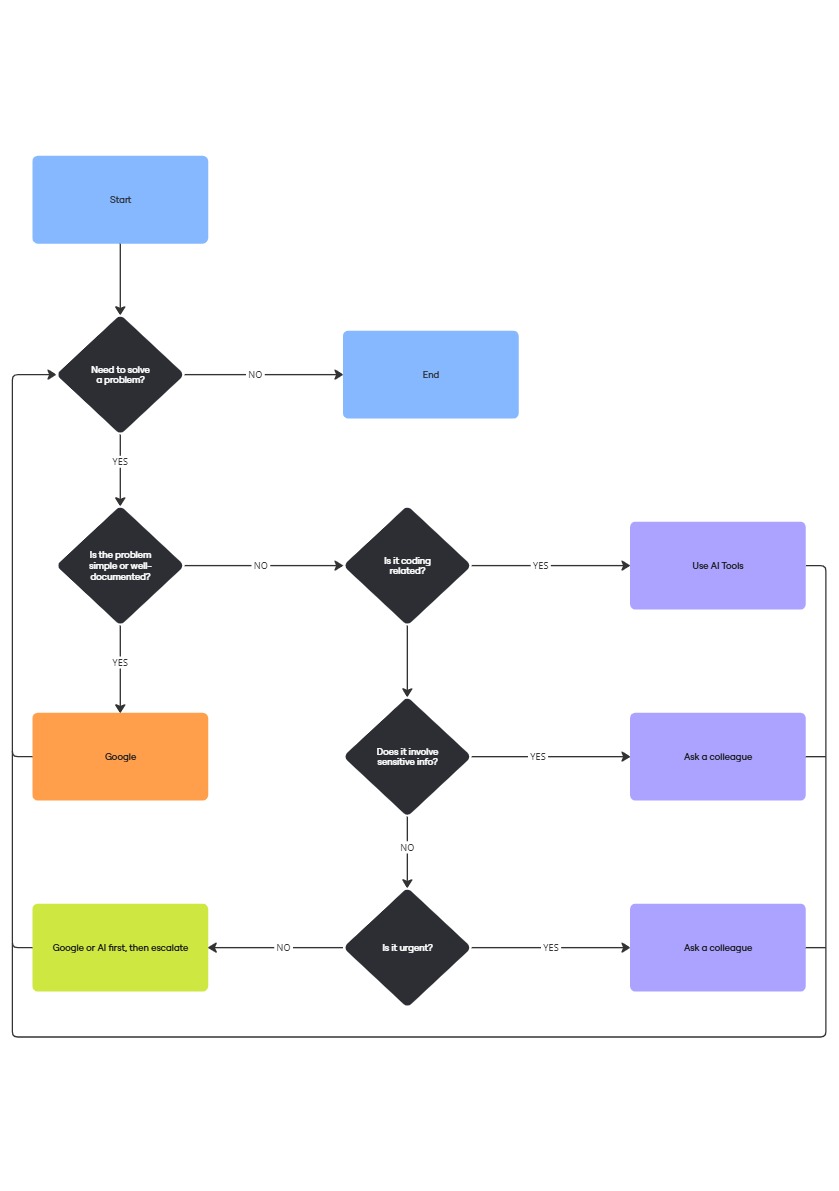 Start
Need to solve
a problem?
NO
End
YES
Is the problem
simple or well-
documented?
NO
Is it coding
related?
YES
Use AI Tools
YES
Google
Does it involve
sensitive info?
YES
Ask a colleague
NO
Google or AI first, then escalate
NO
Is it urgent?
YES
Ask a colleague